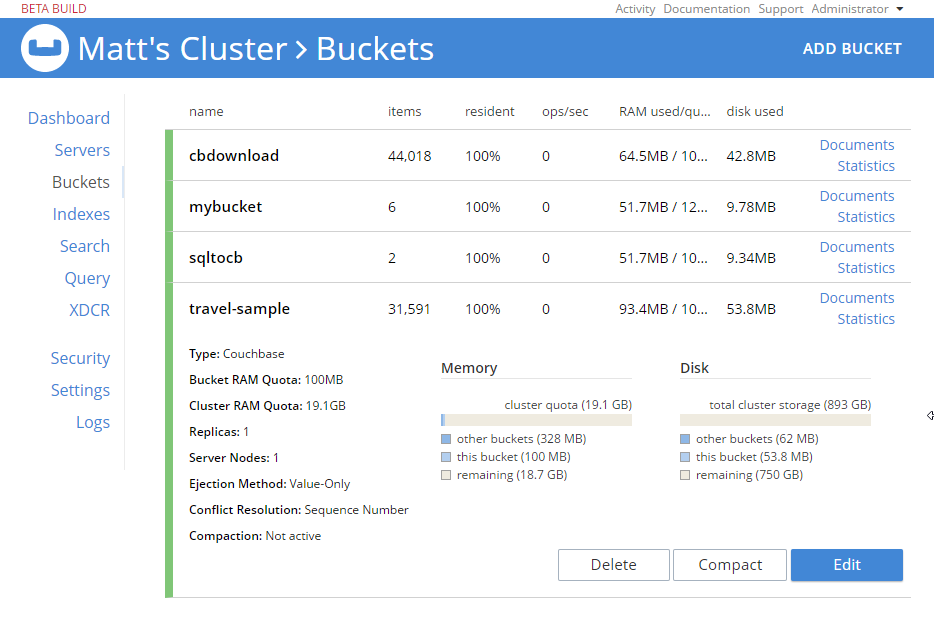 BETA BUILD
Activity Documentation Support Administrator
Matt's Cluster > Buckets
ADD BUCKET
Dashboard
Servers
Buckets
Indexes
Search
Query
XDCR
Security
Settings
Logs
name items resident ops/sec RAM used/qu... disk used
cbdownload 44,018 100% 0 64.5MB / 10... 42.8MB Documents
Statistics
mybucket 6 100% 0 51.7MB / 12... 9.78MB Documents
Statistics
sqltocb 2 100% 0 51.7MB / 10... 9.34MB Documents
Statistics
travel-sample 31,591 100% 0 93.4MB / 10... 53.8MB Documents
Statistics
Type: Couchbase
Bucket RAM Quota: 100MB
Cluster RAM Quota: 19.1GB
Replicas: 1
Server Nodes: 1
Ejection Method: Value-Only
Conflict Resolution: Sequence Number
Compaction: Not active
Memory
cluster quota (19.1 GB)
other buckets (328 MB)
this bucket (100 MB)
remaining (18.7 GB)
Disk
total cluster storage (893 GB)
other buckets (62 MB)
this bucket (53.8 MB)
remaining (750 GB)
Delete Compact Edit